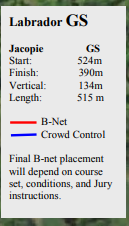 Labrador GS
Jacopie GS
Start: 524m
Finish: 390m
Vertical: 134m
Length: 515 m
B-Net
Crowd Control
Final B-net placement
will depend on course
set, conditions, and Jury
instructions.